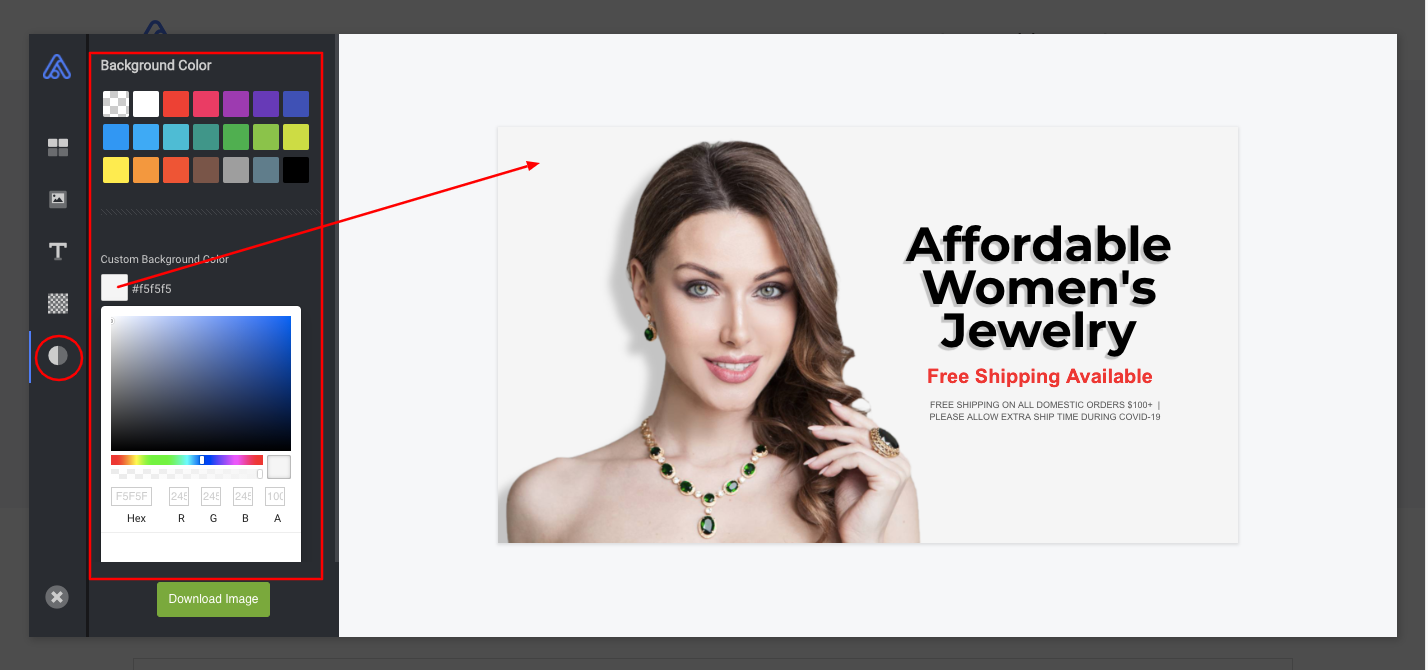 Background Color
Custom Background Color
#f5f5f5
F5F5F
245
245
245
100
Hex
R
G
B
A
Download Image
Affordable
Women's
Jewelry
Free Shipping Available
FREE SHIPPING ON ALL DOMESTIC ORDERS $100+ |
PLEASE ALLOW EXTRA SHIP TIME DURING COVID-19